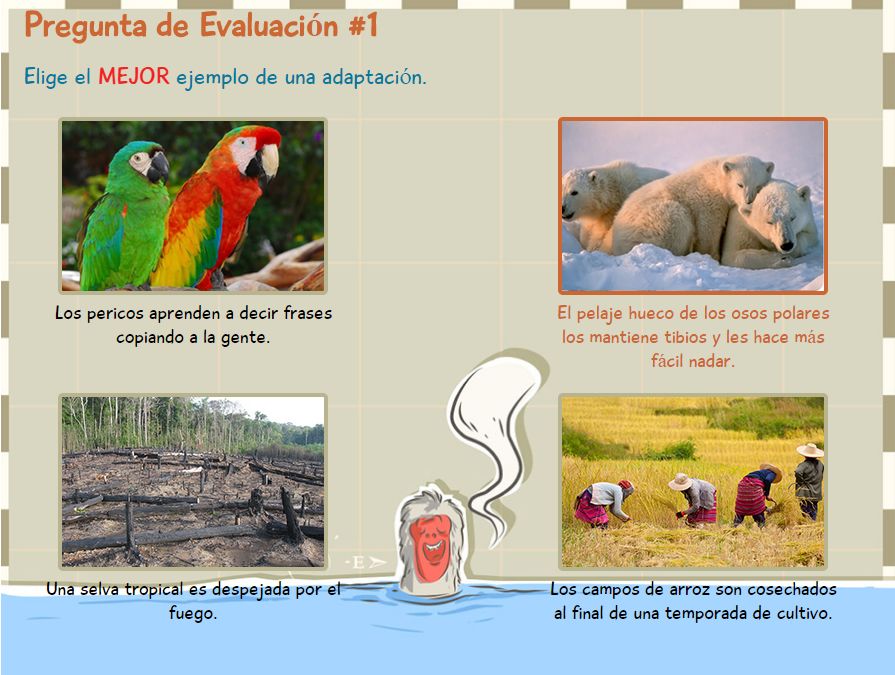 Pregunta de Evaluación #1
Elige el MEJOR ejemplo de una adaptación.
Los pericos aprenden a decir frases
copiando a la gente.
El pelaje hueco de los osos polares
los mantiene tibios y les hace más
fácil nadar.
Una selva tropical es despejada por el
fuego.
Los campos de arroz son cosechados
al final de una temporada de cultivo.
E